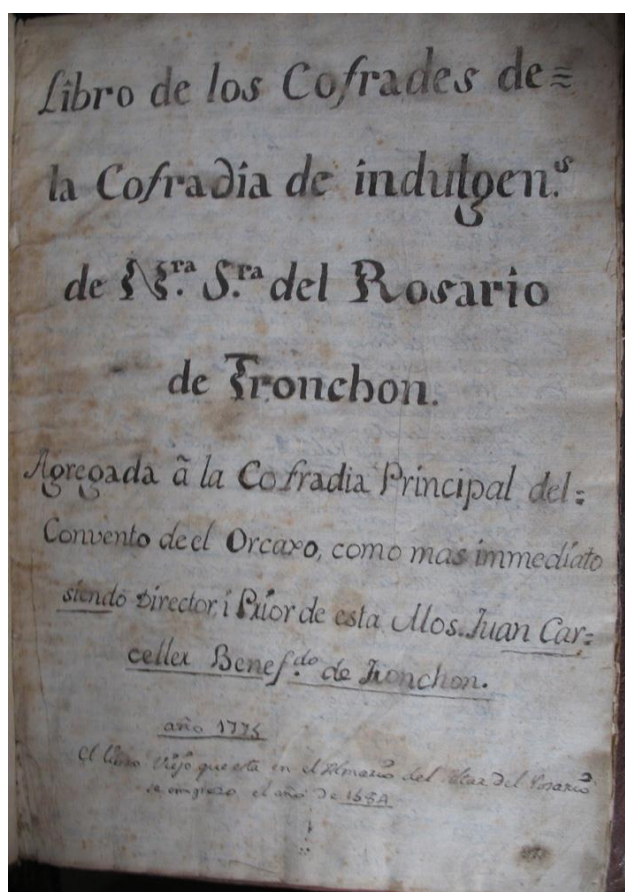 Libro de los Cofrades de=
la Cofradia de indulgen.s
de N.ra S.ra del Rosario
de Tronchon.
Agregada â la Cofradia Principal del=
Convento de el Orcaxo, como mas immediato
siendo Director, i Prior de esta Mos. Juan Car=
celler Benef.do de Tronchon.
año 1775
El libro viejo que esta en el Armario del Altar del Rosario
se empezo el año de 1684